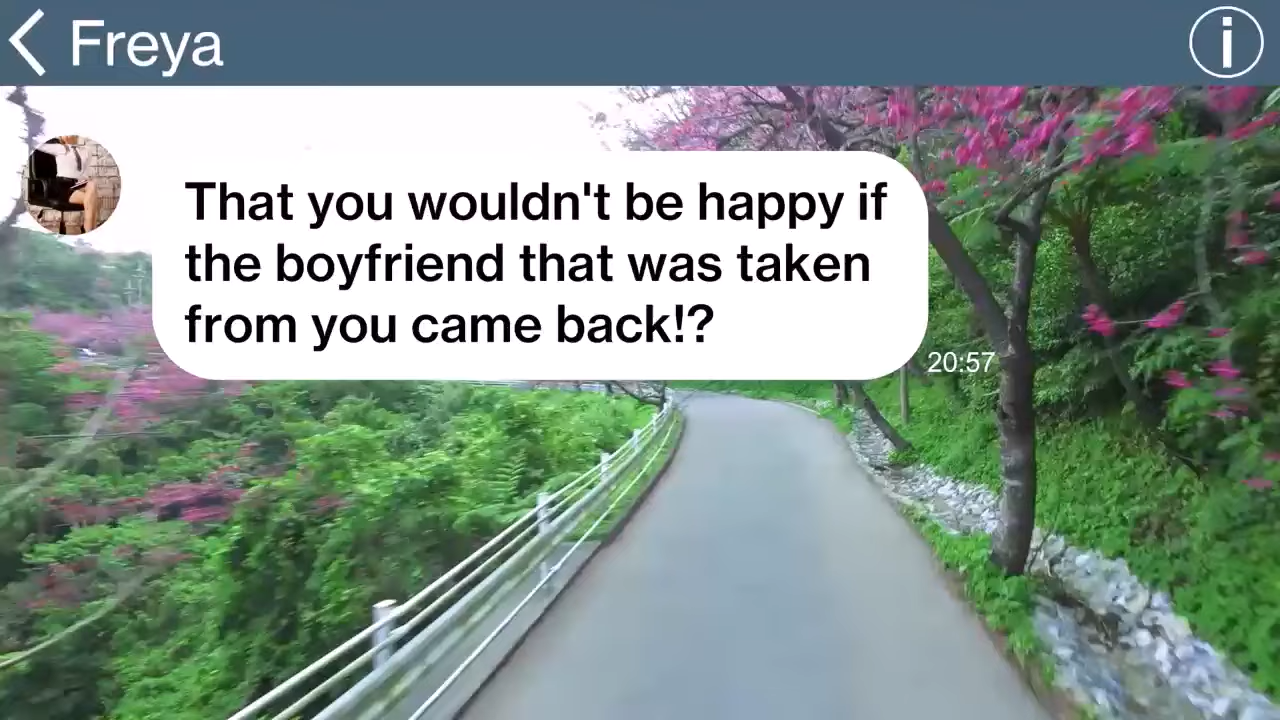 Freya
i
That you wouldn't be happy if
the boyfriend that was taken
from you came back!?
20:57